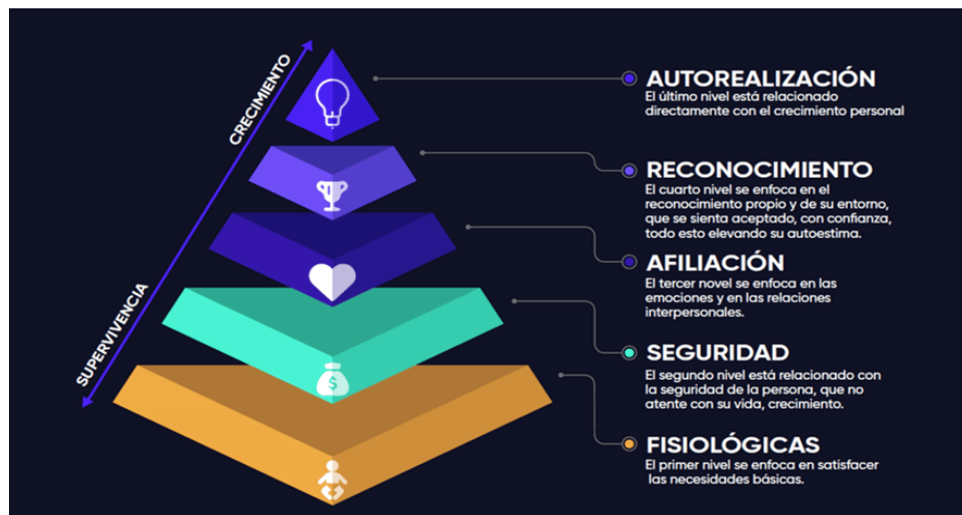 CRECIMIENTO
SUPERVIVENCIA
AUTOREALIZACIÓN
El último nivel está relacionado
directamente con el crecimiento personal
RECONOCIMIENTO
El cuarto nivel se enfoca en el
reconocimiento propio y de su entorno,
que se sienta aceptado, con confianza,
todo esto elevando su autoestima.
AFILIACIÓN
El tercer novel se enfoca en las
emociones y en las relaciones
interpersonales.
$
SEGURIDAD
El segundo nivel está relacionado con
la seguridad de la persona, que no
atente con su vida, crecimiento.
FISIOLÓGICAS
El primer nivel se enfoca en satisfacer
las necesidades básicas.